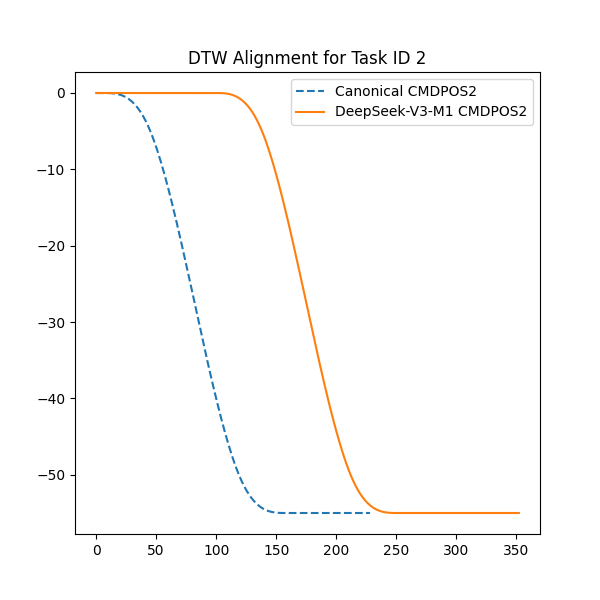 DTW Alignment for Task ID 2
Canonical CMDPOS2
DeepSeek-V3-M1 CMDPOS2
0
−10
−20
−30
−40
−50
0 50 100 150 200 250 300 350